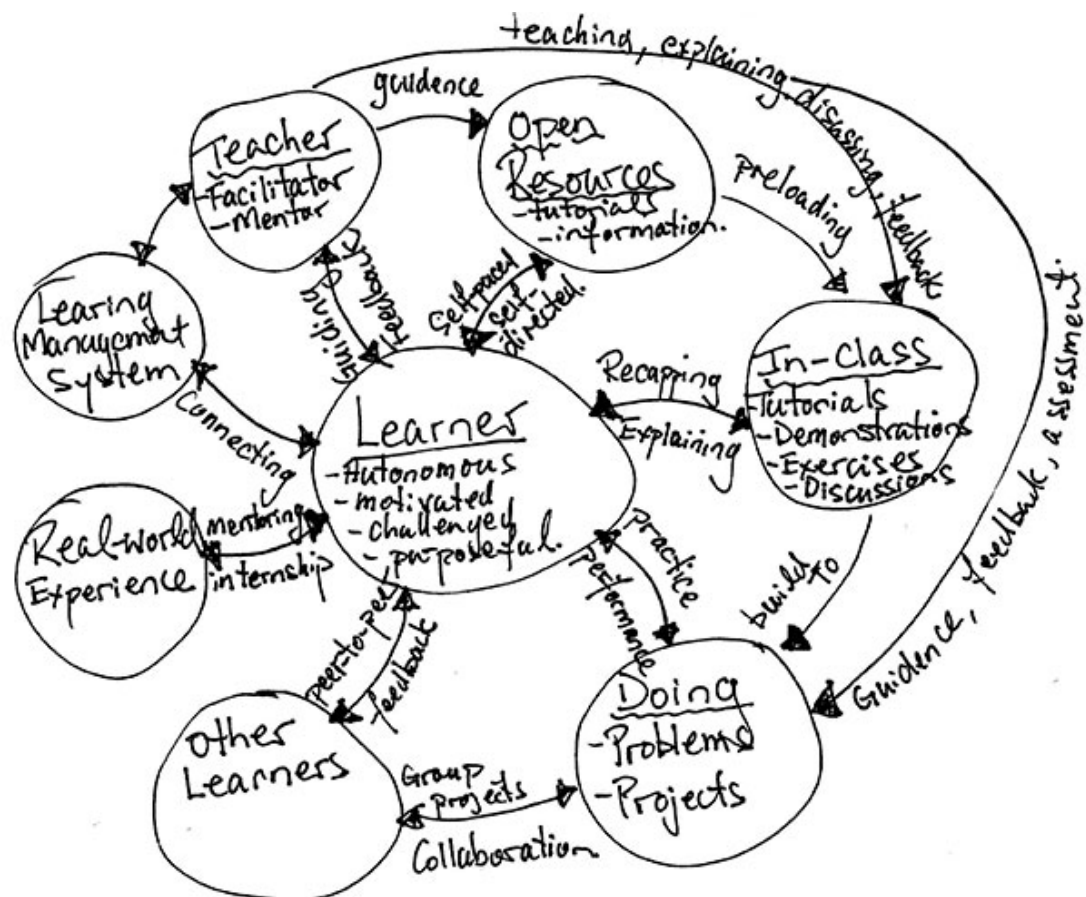 teaching, explaining, disassing, feedback
guidence
Teacher
-Facilitator
-Mentor
Open
Resources
-tutorials
-information.
preloading
Learing
Managemat
System
Guiding
Feedback
Self-paced
self-
directed.
Connecting
Learner
-Autonomous
-motivated
-challenged
-purposeful.
Recapping
Explaining
In-Class
-Tutorials
-Demonstrations
-Exercises
-Discussions
Guidence, feedback, assessment.
Real-world
Experience
Mentoring
internship
practice
performance
build to
peer-to-peer
feedback
Other
Learners
Group
projects
Collaboration
Doing
-Problems
-Projects